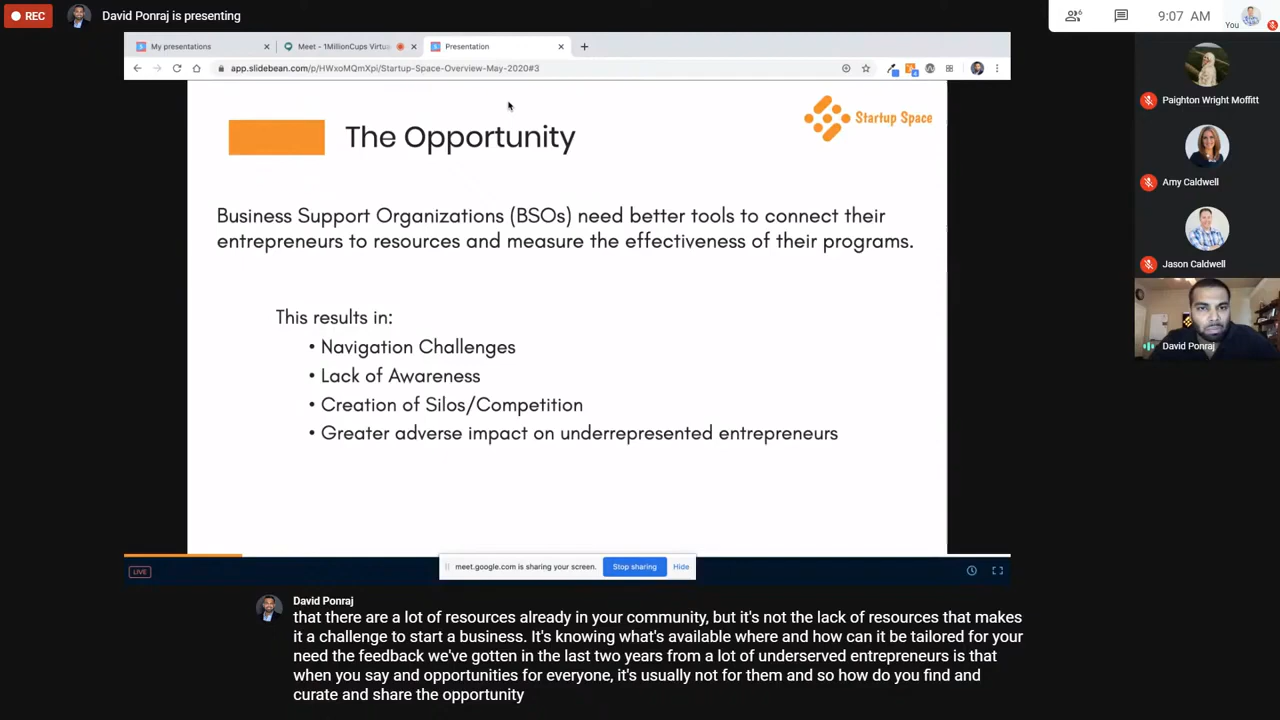 REC
David Ponraj is presenting
6
9:07 AM
You
My presentations
Meet - 1MillionCups Virtua
Presentation
app.slidebean.com/p/HWxoMQmXpi/Startup-Space-Overview-May-2020#3
The Opportunity
Startup Space
Business Support Organizations (BSOs) need better tools to connect their
entrepreneurs to resources and measure the effectiveness of their programs.
This results in:
• Navigation Challenges
• Lack of Awareness
• Creation of Silos/Competition
• Greater adverse impact on underrepresented entrepreneurs
Paighton Wright Moffitt
Amy Caldwell
Jason Caldwell
David Ponraj
LIVE
meet.google.com is sharing your screen.
Stop sharing
Hide
David Ponraj
that there are a lot of resources already in your community, but it's not the lack of resources that makes
it a challenge to start a business. It's knowing what's available where and how can it be tailored for your
need the feedback we've gotten in the last two years from a lot of underserved entrepreneurs is that
when you say and opportunities for everyone, it's usually not for them and so how do you find and
curate and share the opportunity